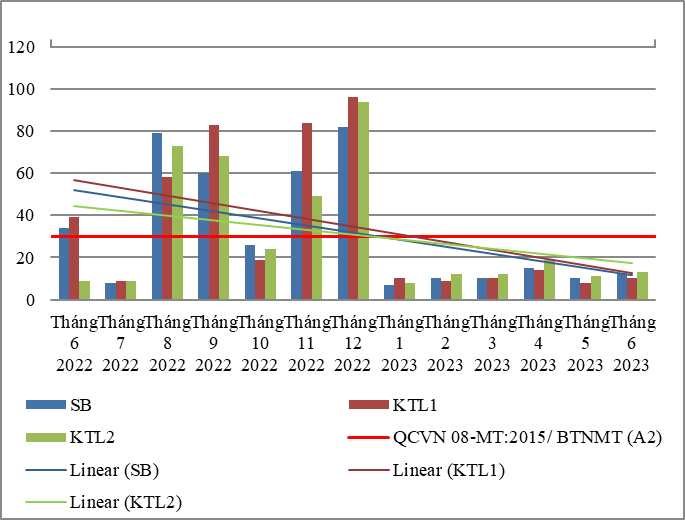 120
100
80
60
40
20
0
Tháng Tháng Tháng Tháng Tháng Tháng Tháng Tháng Tháng Tháng Tháng Tháng Tháng
6 7 8 9 10 11 12 1 2 3 4 5 6
2022 2022 2022 2022 2022 2022 2022 2023 2023 2023 2023 2023 2023
SB KTL1
KTL2 QCVN 08-MT:2015/ BTNMT (A2)
Linear (SB) Linear (KTL1)
Linear (KTL2)